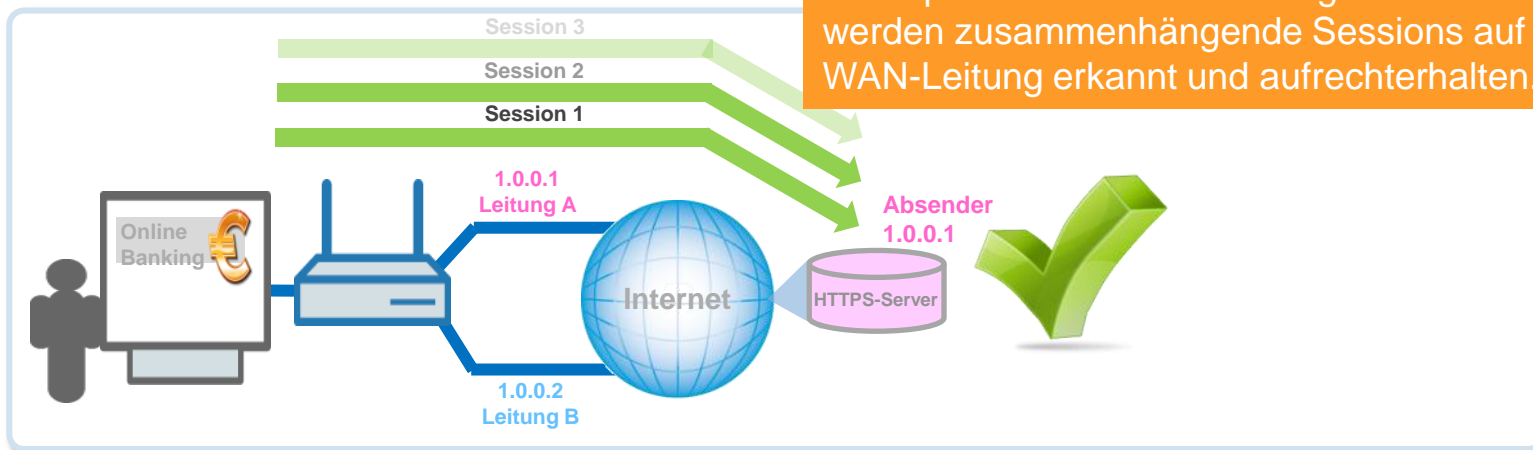 werden zusammenhängende Sessions auf
WAN-Leitung erkannt und aufrechterhalten.
Session 3
Session 2
Session 1
1.0.0.1
Leitung A
Absender
1.0.0.1
Online
Banking
€
Internet
HTTPS-Server
1.0.0.2
Leitung B